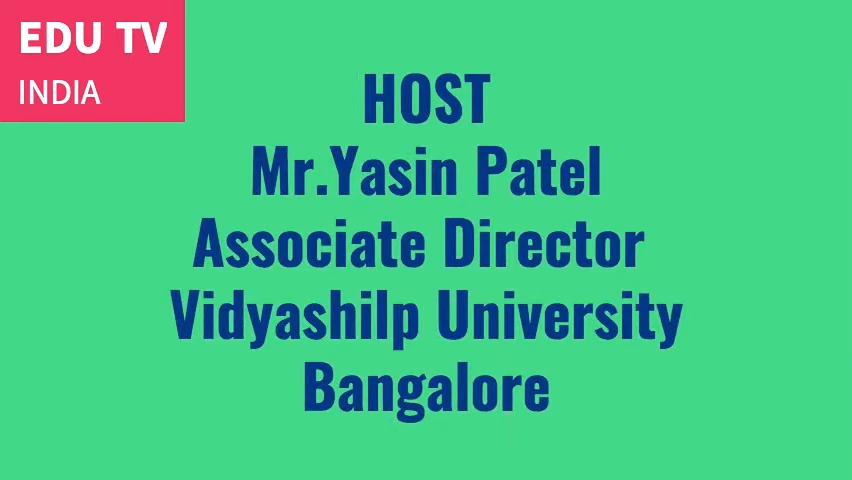 EDU TV
INDIA
HOST
Mr.Yasin Patel
Associate Director
Vidyashilp University
Bangalore